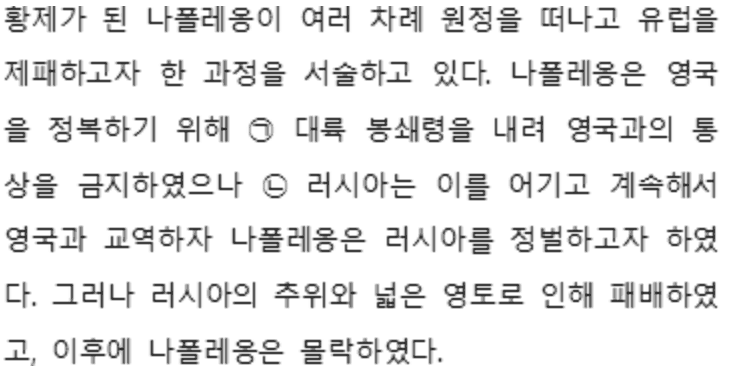 황제가 된 나폴레옹이 여러 차례 원정을 떠나고 유럽을
제패하고자 한 과정을 서술하고 있다. 나폴레옹은 영국
을 정복하기 위해 ㉠ 대륙 봉쇄령을 내려 영국과의 통
상을 금지하였으나 ㉡ 러시아는 이를 어기고 계속해서
영국과 교역하자 나폴레옹은 러시아를 정벌하고자 하였
다. 그러나 러시아의 추위와 넓은 영토로 인해 패배하였
고, 이후에 나폴레옹은 몰락하였다.